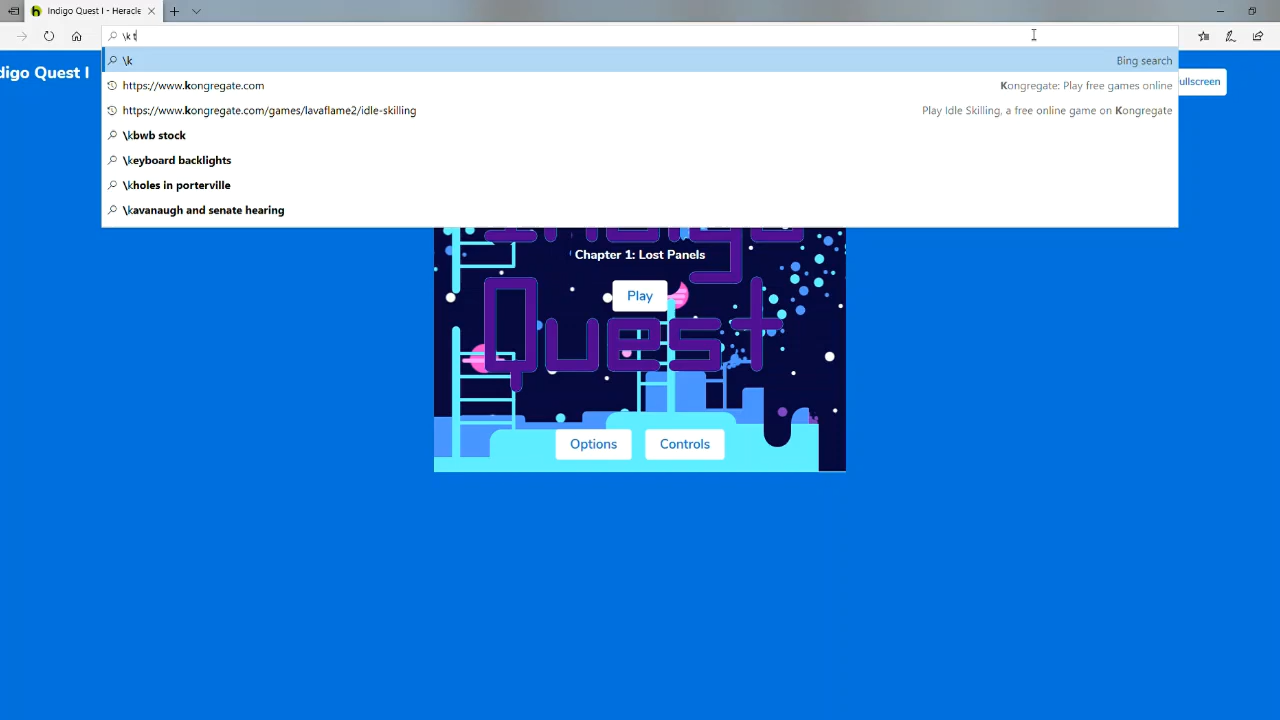 Indigo Quest I - Heracle
\k t
\k Bing search
https://www.kongregate.com Kongregate: Play free games online
https://www.kongregate.com/games/lavaflame2/idle-skilling Play Idle Skilling, a free online game on Kongregate
\kbwb stock
\keyboard backlights
\kholes in porterville
\kavanaugh and senate hearing
digo Quest I
ullscreen
Chapter 1: Lost Panels
Play
Quest
Options Controls